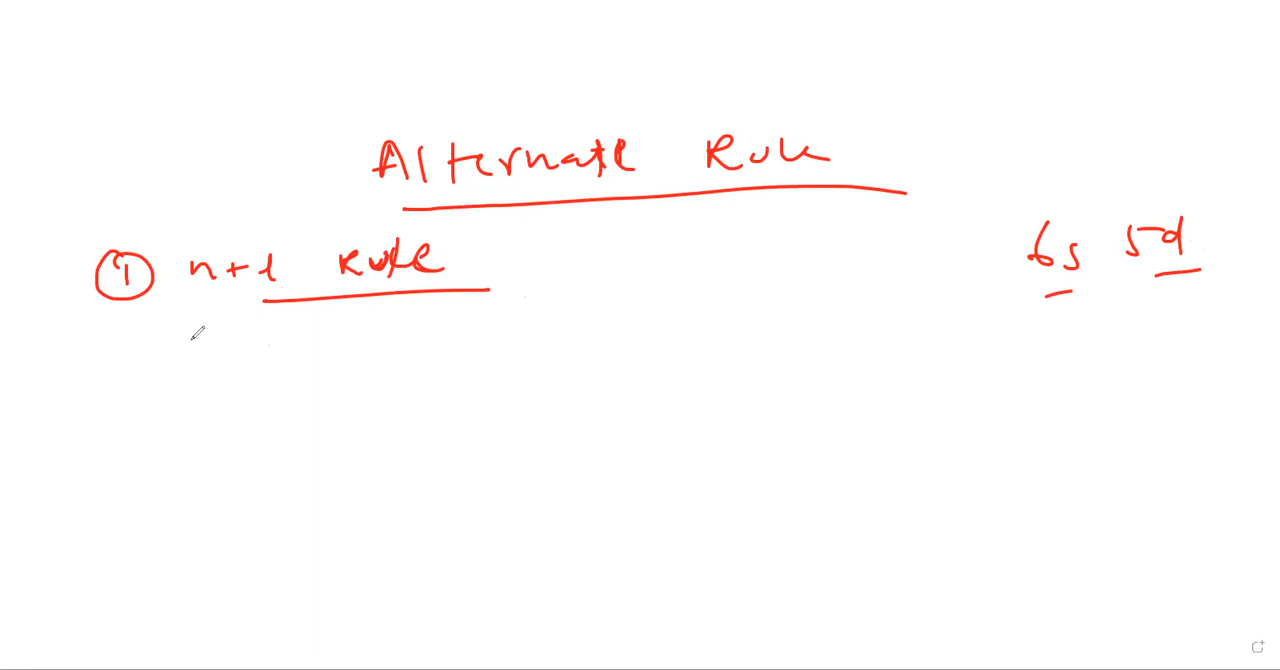 Alternate Rule
① n+l Rule
6s 5d